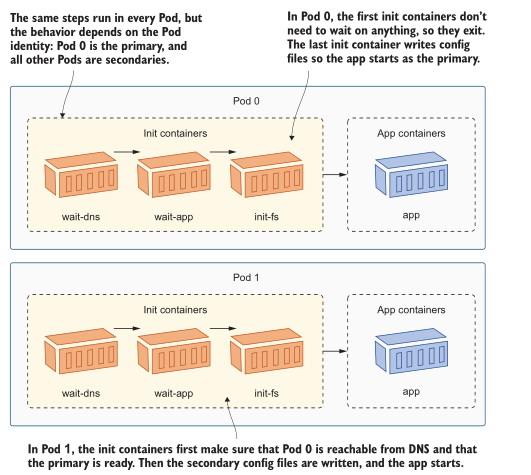 The same steps run in every Pod, but
the behavior depends on the Pod
identity: Pod 0 is the primary, and
all other Pods are secondaries.
In Pod 0, the first init containers don't
need to wait on anything, so they exit.
The last init container writes config
files so the app starts as the primary.
Pod 0
Init containers
App containers
wait-dns
wait-app
init-fs
app
Pod 1
Init containers
App containers
wait-dns
wait-app
init-fs
app
In Pod 1, the init containers first make sure that Pod 0 is reachable from DNS and that
the primary is ready. Then the secondary config files are written, and the app starts.